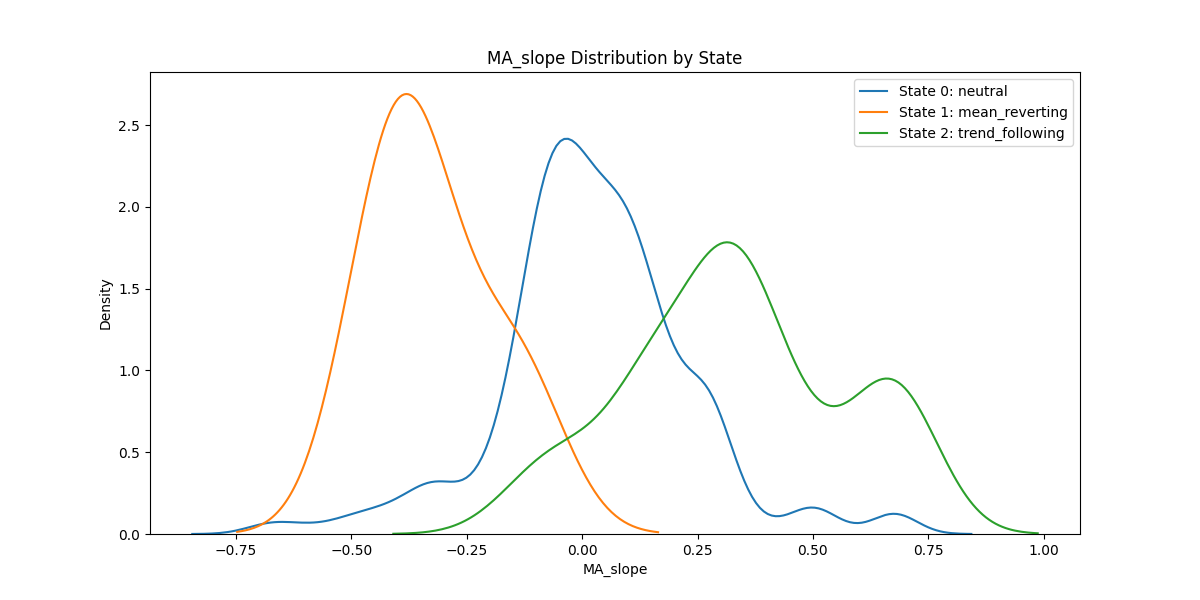 MA_slope Distribution by State
State 0: neutral
State 1: mean_reverting
State 2: trend_following
Density
2.5
2.0
1.5
1.0
0.5
0.0
−0.75
−0.50
−0.25
0.00
0.25
0.50
0.75
1.00
MA_slope